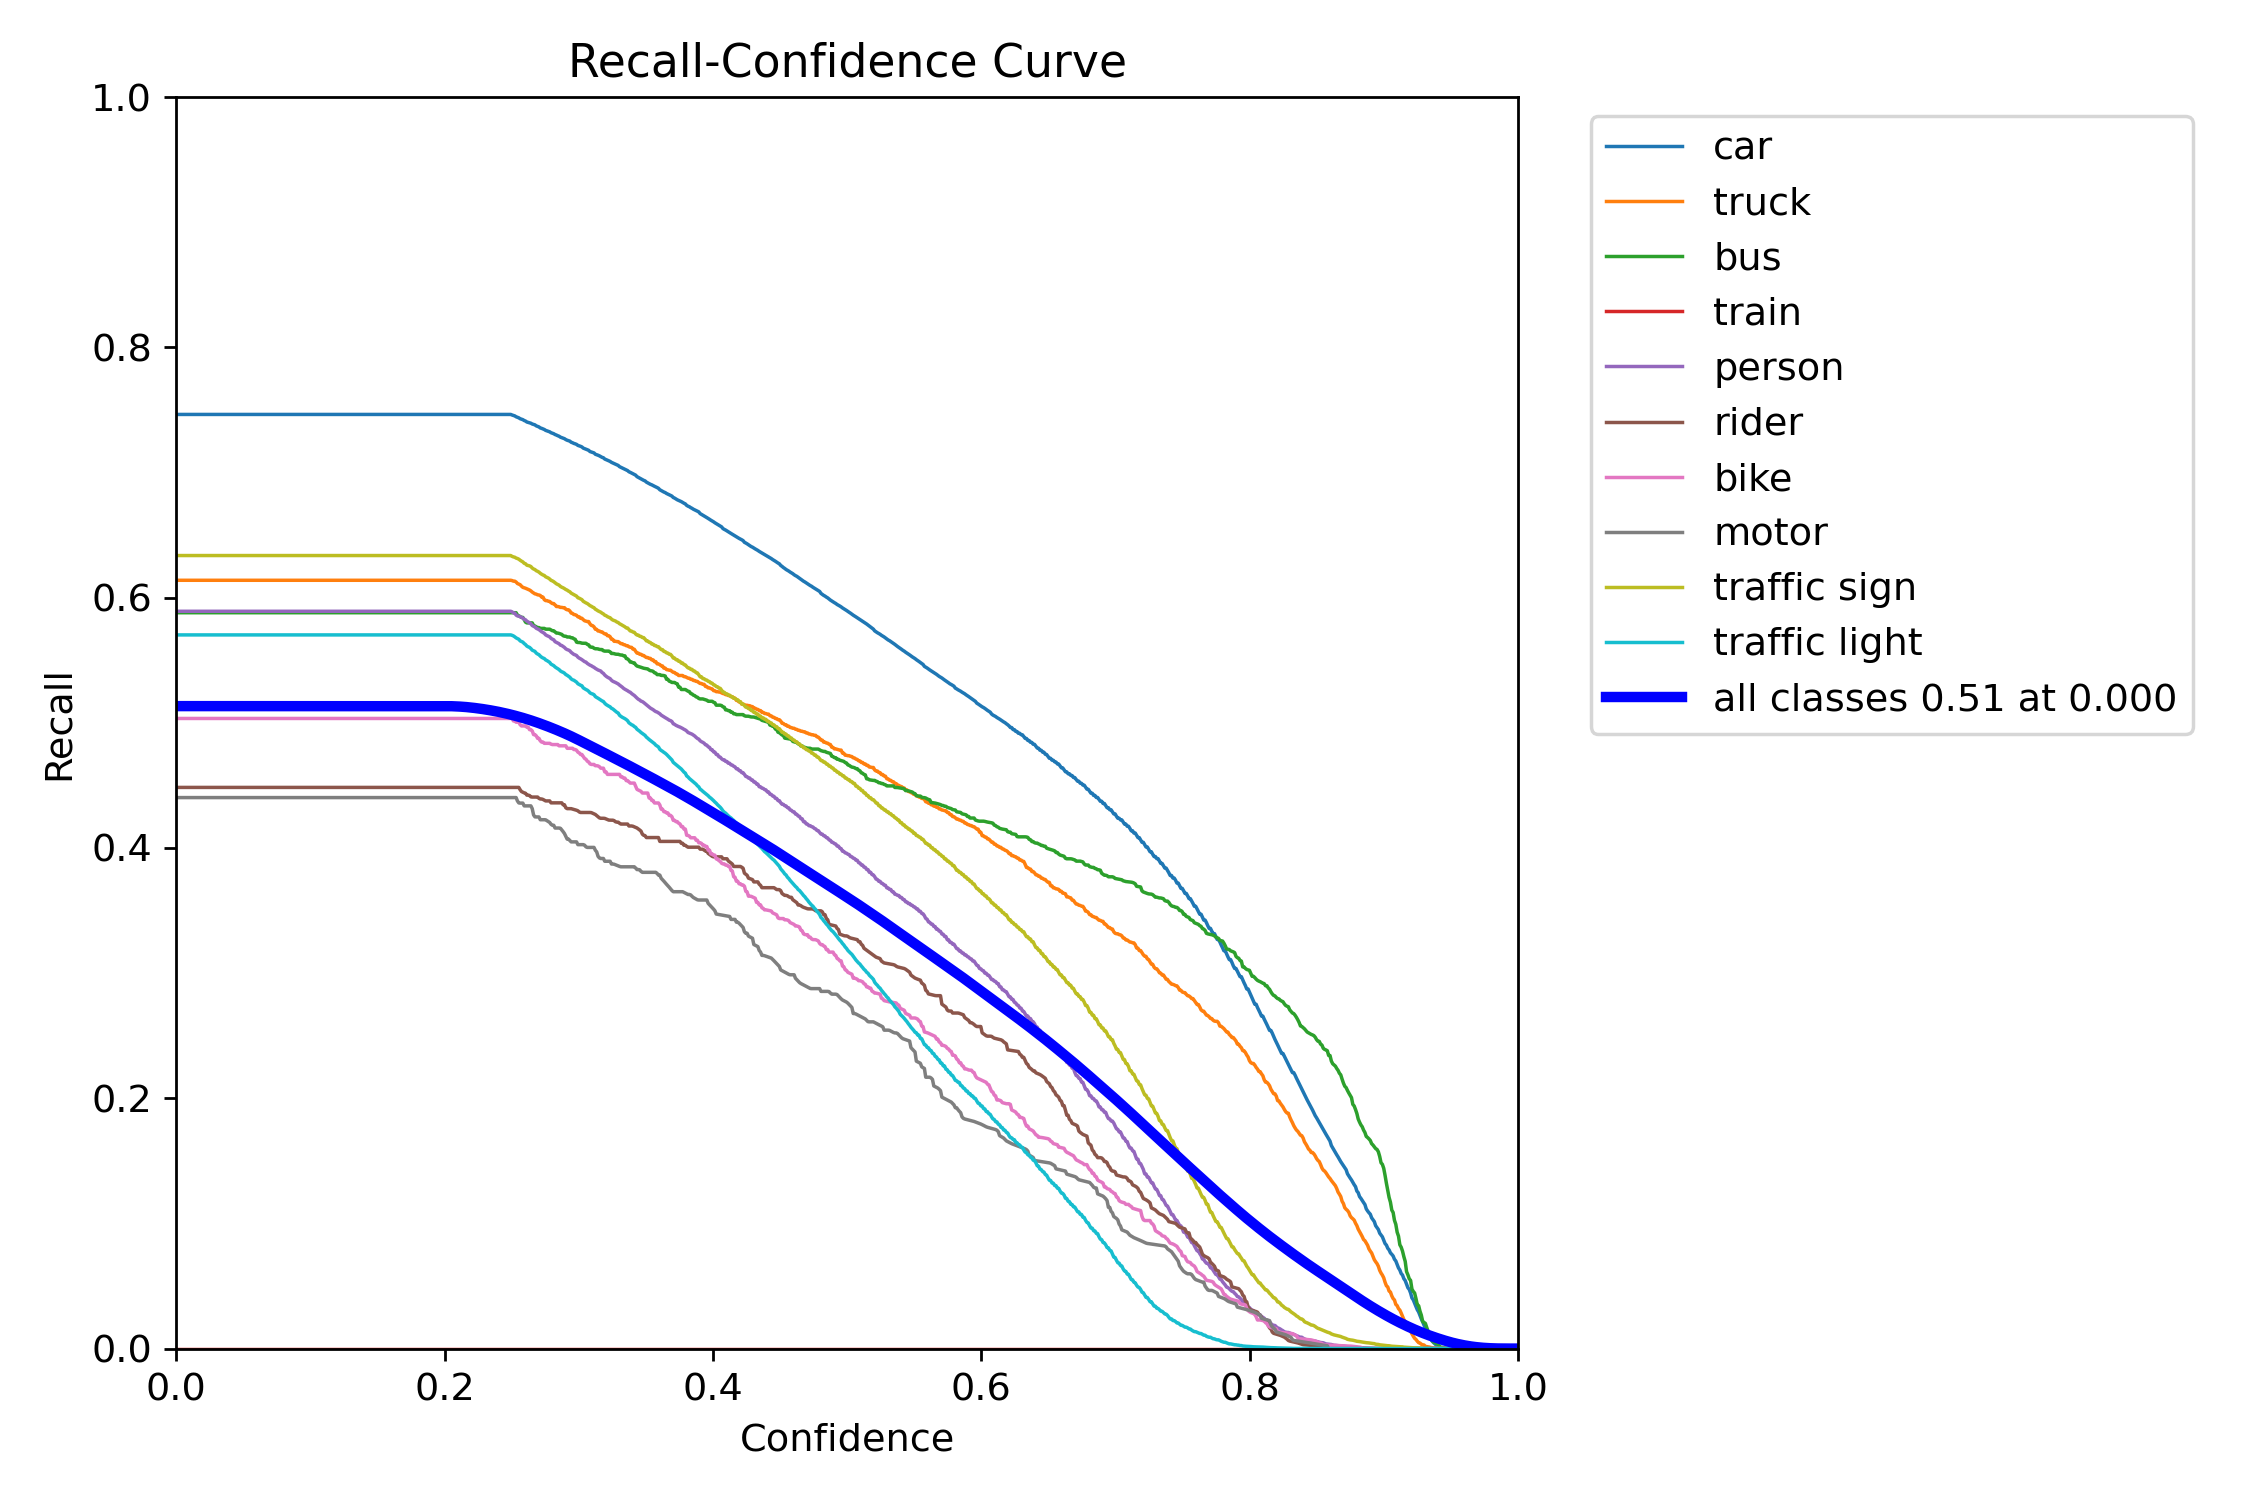 Recall-Confidence Curve
1.0
0.8
0.6
0.4
0.2
0.0
Recall
0.0 0.2 0.4 0.6 0.8 1.0
Confidence
car
truck
bus
train
person
rider
bike
motor
traffic sign
traffic light
all classes 0.51 at 0.000